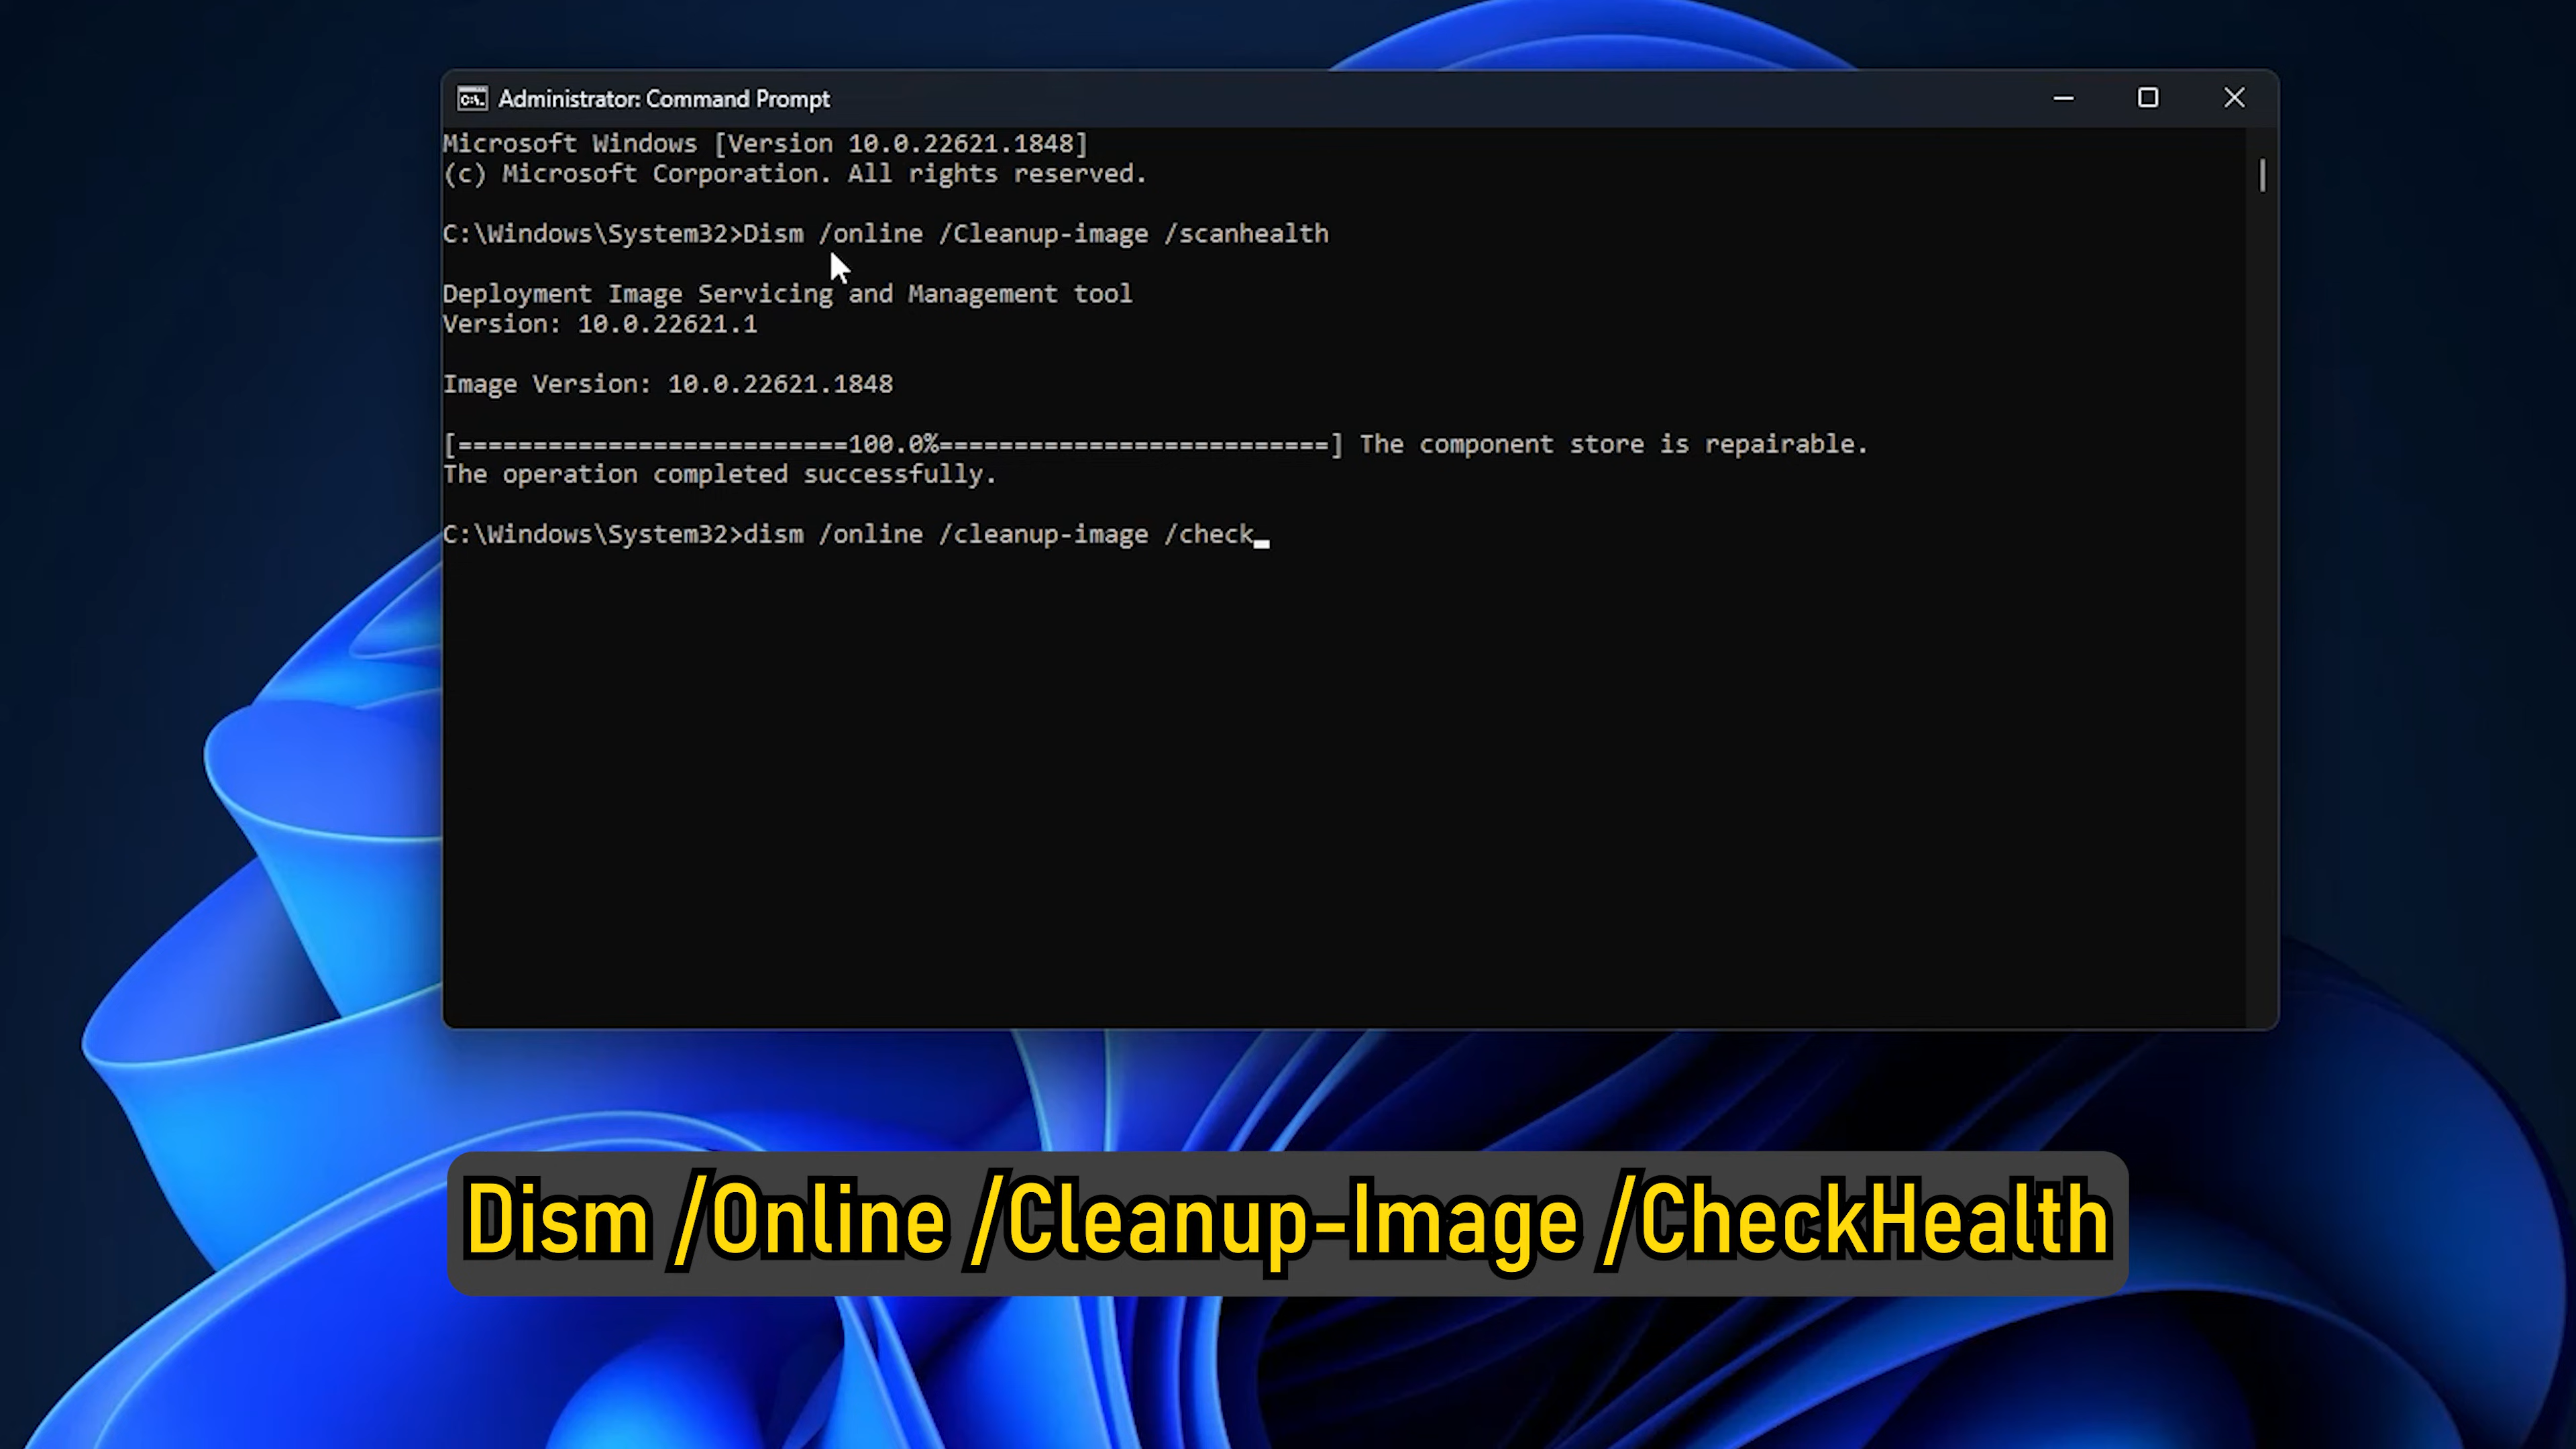 Administrator: Command Prompt
Microsoft Windows [Version 10.0.22621.1848]
(c) Microsoft Corporation. All rights reserved.
C:\Windows\System32>Dism /online /Cleanup-image /scanhealth
Deployment Image Servicing and Management tool
Version: 10.0.22621.1
Image Version: 10.0.22621.1848
[==========================100.0%==========================] The component store is repairable.
The operation completed successfully.
C:\Windows\System32>dism /online /cleanup-image /check
Dism /Online /Cleanup-Image /CheckHealth